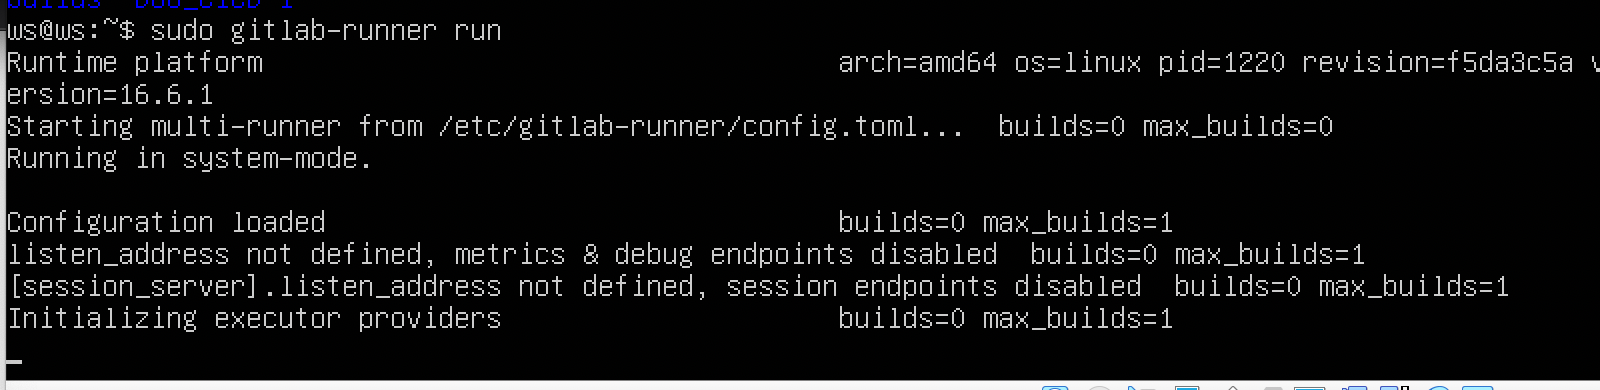 builds DO6_CICD-1
ws@ws:~$ sudo gitlab-runner run
Runtime platform arch=amd64 os=linux pid=1220 revision=f5da3c5a v
ersion=16.6.1
Starting multi-runner from /etc/gitlab-runner/config.toml... builds=0 max_builds=0
Running in system-mode.
Configuration loaded builds=0 max_builds=1
listen_address not defined, metrics & debug endpoints disabled builds=0 max_builds=1
[session_server].listen_address not defined, session endpoints disabled builds=0 max_builds=1
Initializing executor providers builds=0 max_builds=1